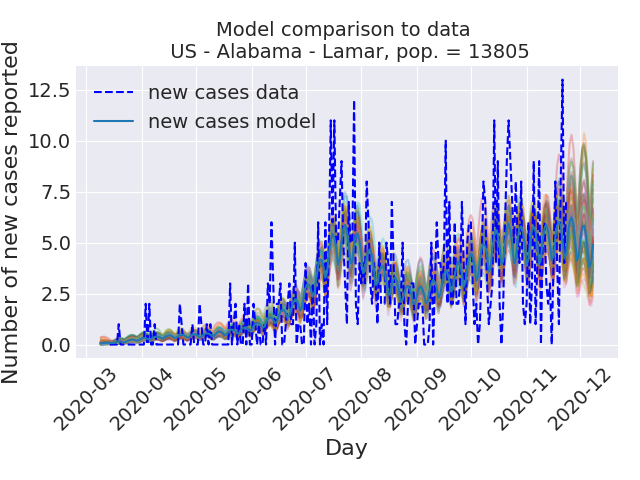 Model comparison to data
US - Alabama - Lamar, pop. = 13805
new cases data
new cases model
Number of new cases reported
12.5
10.0
7.5
5.0
2.5
0.0
2020-03
2020-04
2020-05
2020-06
2020-07
2020-08
2020-09
2020-10
2020-11
2020-12
Day